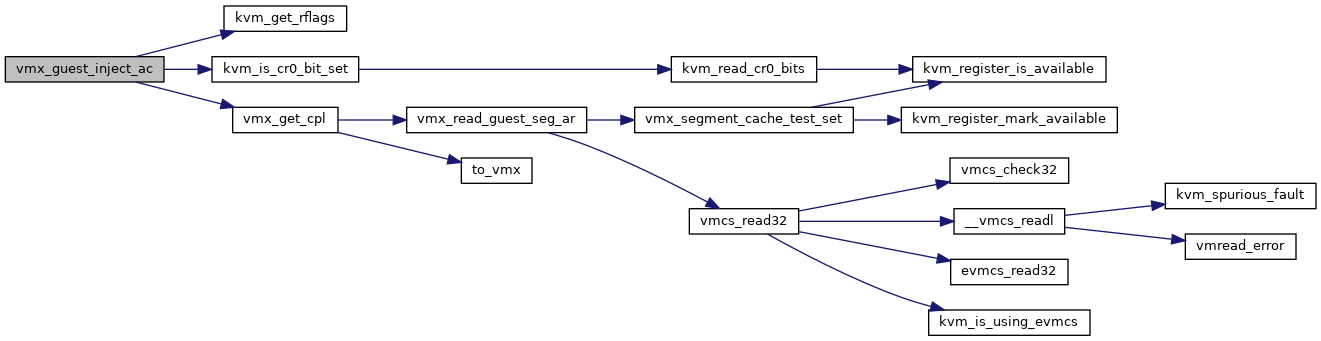 kvm_get_rflags
vmx_guest_inject_ac
kvm_is_cr0_bit_set
kvm_read_cr0_bits
kvm_register_is_available
vmx_get_cpl
vmx_read_guest_seg_ar
vmx_segment_cache_test_set
kvm_register_mark_available
to_vmx
vmcs_check32
kvm_spurious_fault
vmcs_read32
__vmcs_readl
vmread_error
evmcs_read32
kvm_is_using_evmcs